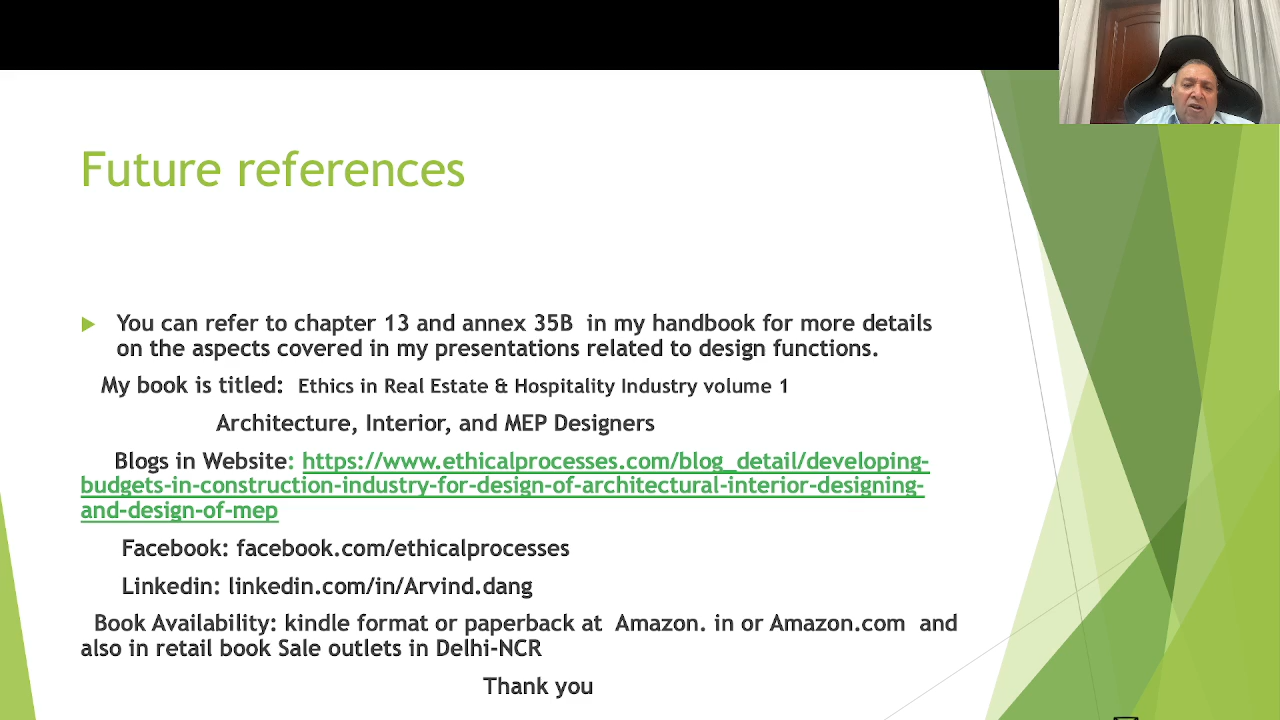 Future references
You can refer to chapter 13 and annex 35B in my handbook for more details
on the aspects covered in my presentations related to design functions.
My book is titled: Ethics in Real Estate & Hospitality Industry volume 1
Architecture, Interior, and MEP Designers
Blogs in Website: https://www.ethicalprocesses.com/blog_detail/developing-
budgets-in-construction-industry-for-design-of-architectural-interior-designing-
and-design-of-mep
Facebook: facebook.com/ethicalprocesses
Linkedin: linkedin.com/in/Arvind.dang
Book Availability: kindle format or paperback at Amazon. in or Amazon.com and
also in retail book Sale outlets in Delhi-NCR
Thank you